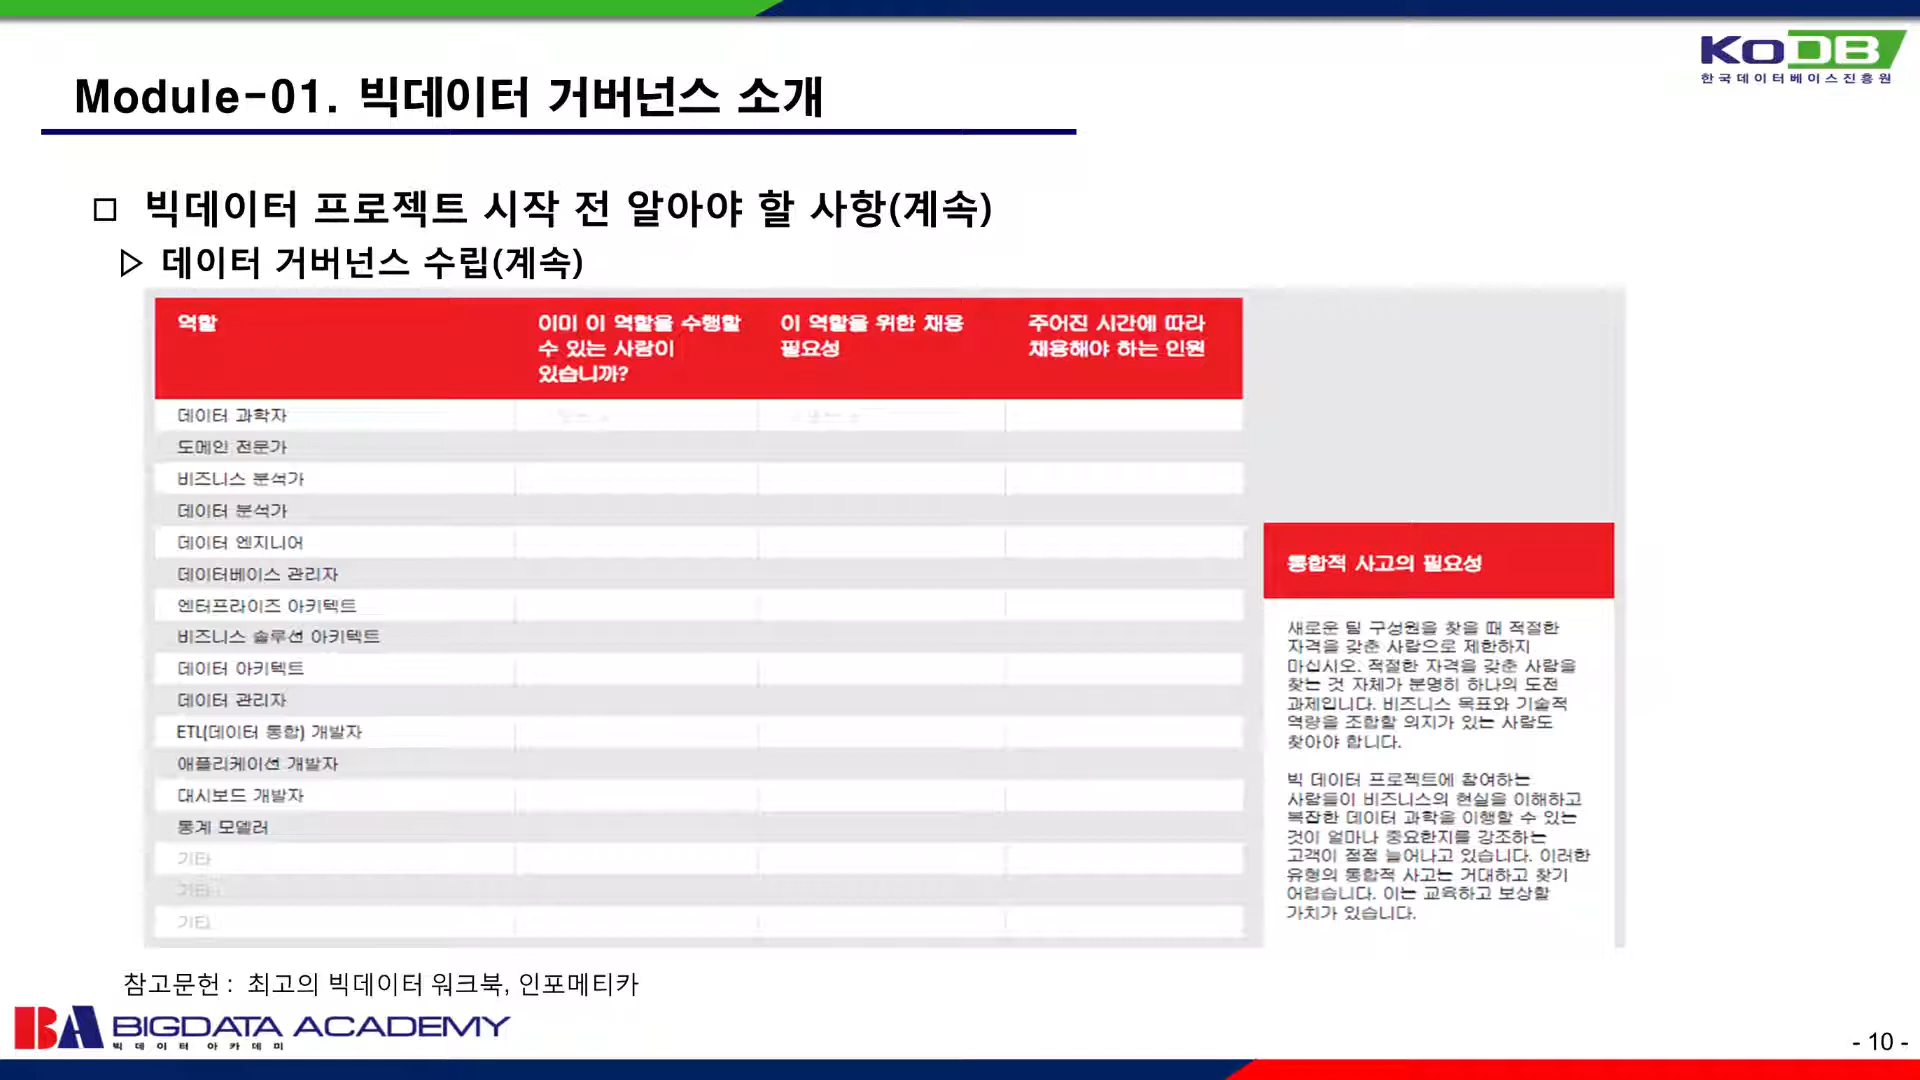 KoDB
한국데이터베이스진흥원
Module-01. 빅데이터 거버넌스 소개
□ 빅데이터 프로젝트 시작 전 알아야 할 사항(계속)
▷ 데이터 거버넌스 수립(계속)
역할
이미 이 역할을 수행할
수 있는 사람이
있습니까?
이 역할을 위한 채용
필요성
주어진 시간에 따라
채용해야 하는 인원
데이터 과학자
도메인 전문가
비즈니스 분석가
데이터 분석가
데이터 엔지니어
데이터베이스 관리자
엔터프라이즈 아키텍트
비즈니스 솔루션 아키텍트
데이터 아키텍트
데이터 관리자
ETL(데이터 통합) 개발자
애플리케이션 개발자
대시보드 개발자
통계 모델러
기타
기타
기타
통합적 사고의 필요성
새로운 팀 구성원을 찾을 때 적절한
자격을 갖춘 사람으로 제한하지
마십시오. 적절한 자격을 갖춘 사람을
찾는 것 자체가 분명히 하나의 도전
과제입니다. 비즈니스 목표와 기술적
역량을 조합할 의지가 있는 사람도
찾아야 합니다.
빅 데이터 프로젝트에 참여하는
사람들이 비즈니스의 현실을 이해하고
복잡한 데이터 과학을 이행할 수 있는
것이 얼마나 중요한지를 강조하는
고객이 점점 늘어나고 있습니다. 이러한
유형의 통합적 사고는 거대하고 찾기
어렵습니다. 이는 교육하고 보상할
가치가 있습니다.
참고문헌 : 최고의 빅데이터 워크북, 인포메티카
BA BIGDATA ACADEMY
빅데이터 아카데미
- 10 -